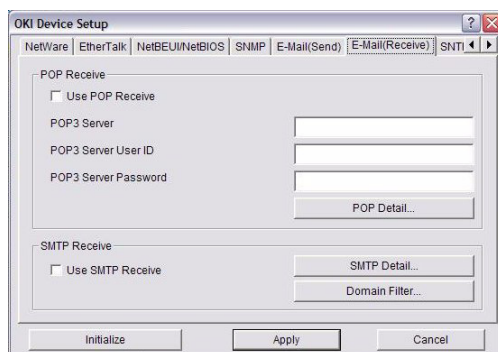 OKI Device Setup
NetWare EtherTalk NetBEUI/NetBIOS SNMP E-Mail(Send) E-Mail(Receive)
POP Receive
Use POP Receive
POP3 Server
POP3 Server User ID
POP3 Server Password
POP Detail...
SMTP Receive
Use SMTP Receive
SMTP Detail...
Domain Filter...
Initialize Apply Cancel